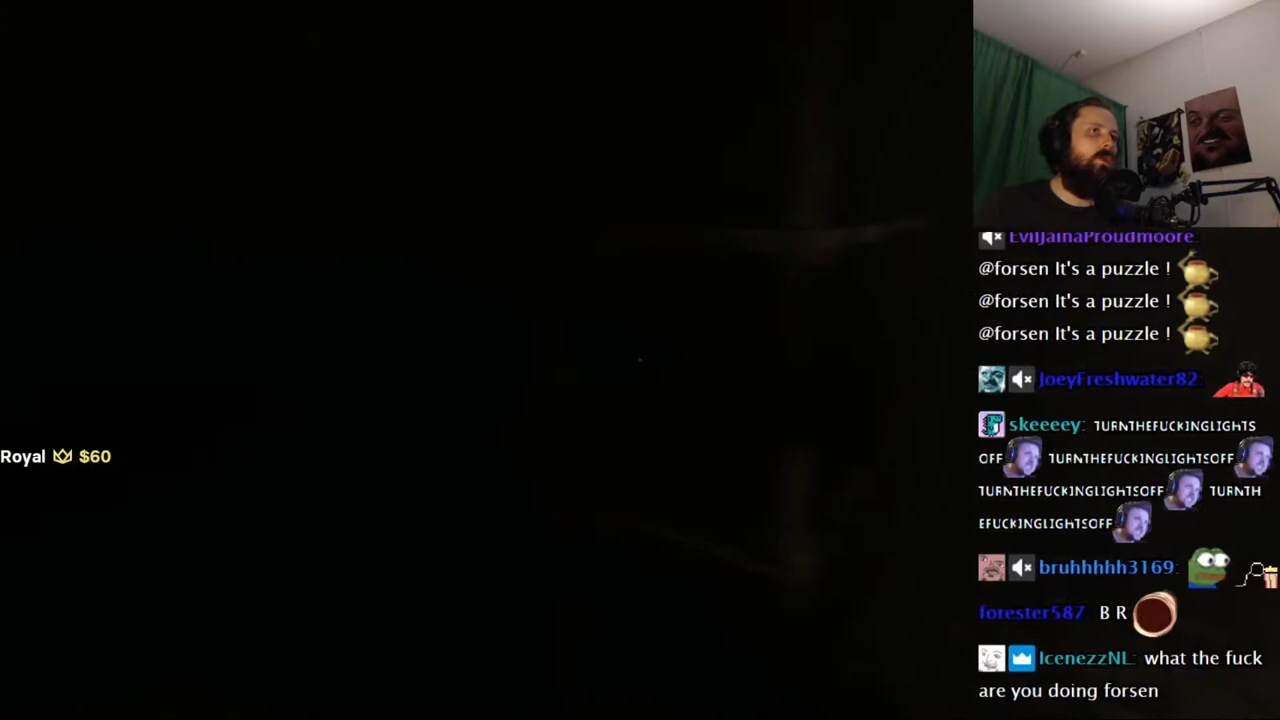 EvilJainaProudmoore
@forsen It's a puzzle !
@forsen It's a puzzle !
@forsen It's a puzzle !
JoeyFreshwater82:
skeeeey: TURNTHEFUCKINGLIGHTS
OFF TURNTHEFUCKINGLIGHTSOFF
TURNTHEFUCKINGLIGHTSOFF TURNTH
EFUCKINGLIGHTSOFF
Royal $60
bruhhhhh3169:
forester587 B R
IcenezzNL: what the fuck
are you doing forsen